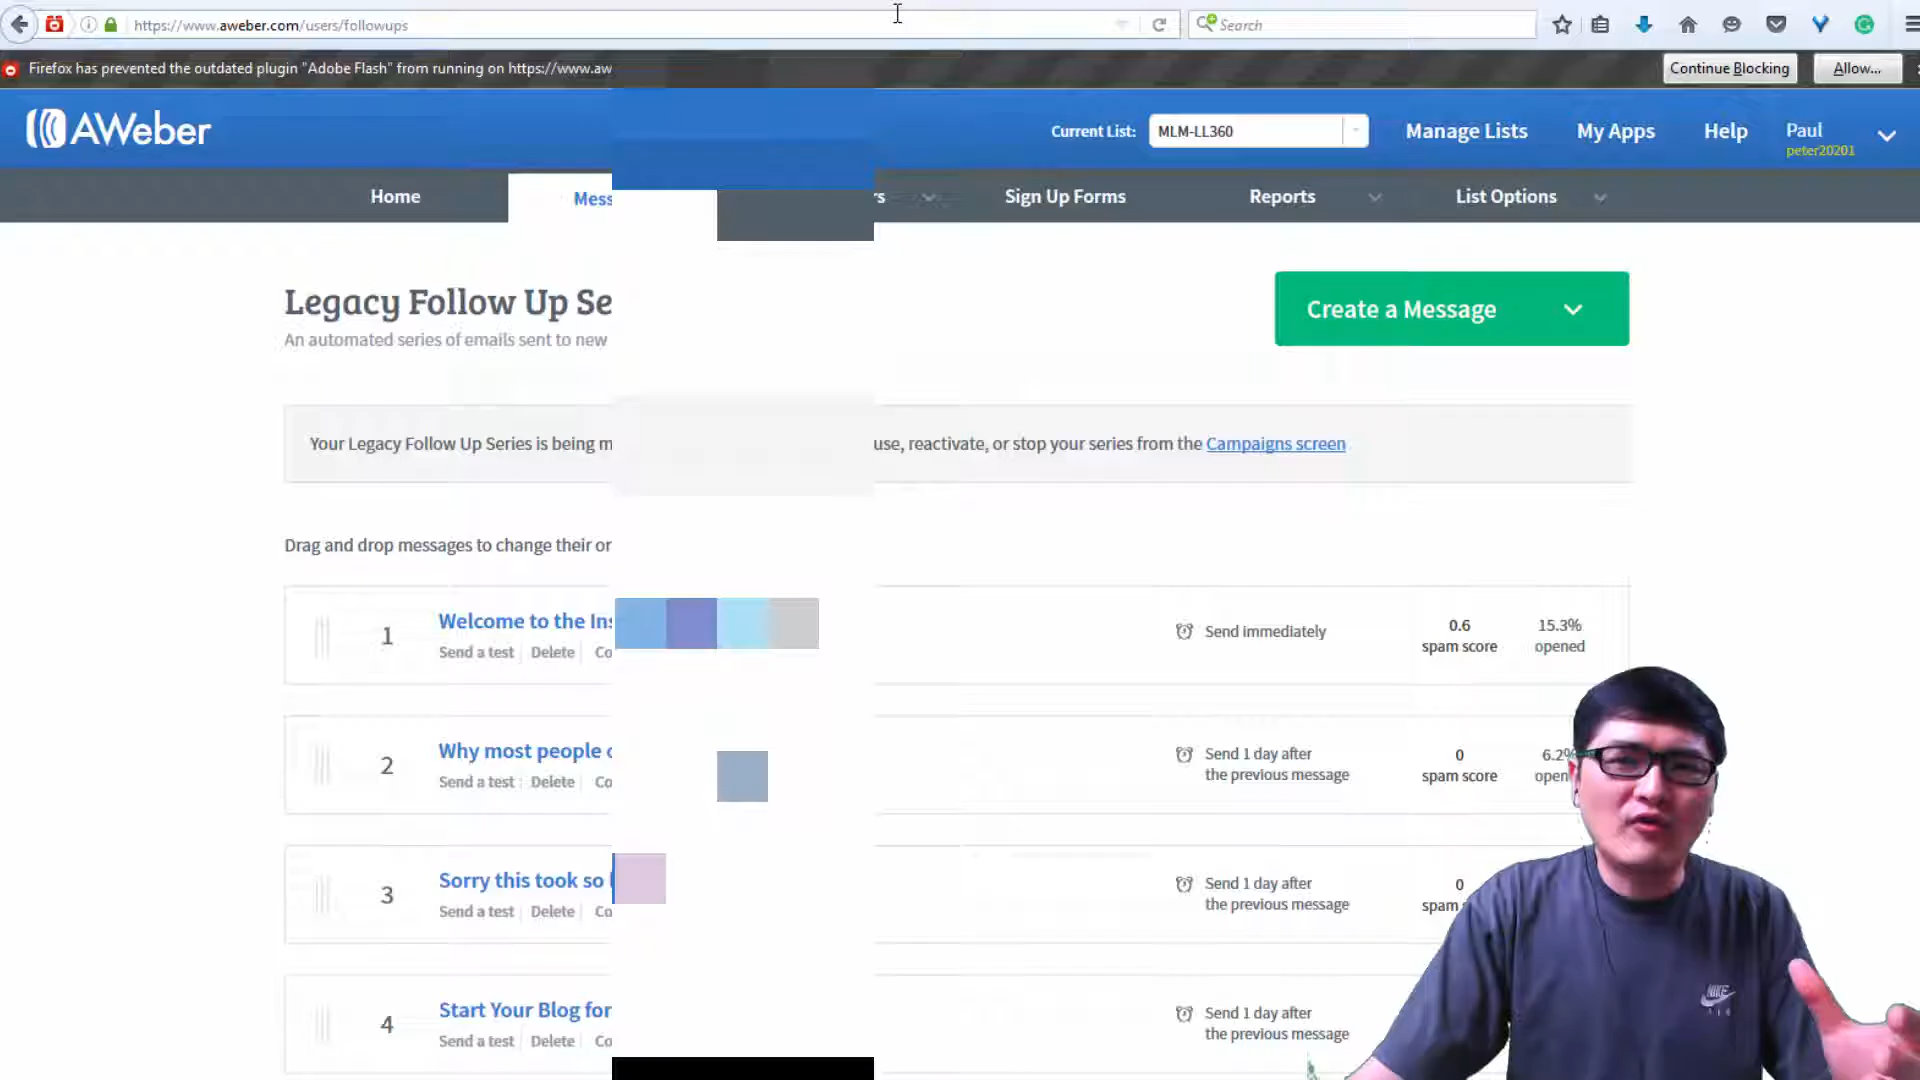 https://www.aweber.com/users/followups
Search
Firefox has prevented the outdated plugin "Adobe Flash" from running on https://www.aw
Continue Blocking
Allow...
AWeber
Current List:
MLM-LL360
Manage Lists
My Apps
Help
Paul
peter20201
Home
Mess
rs
Sign Up Forms
Reports
List Options
Legacy Follow Up Se
An automated series of emails sent to new
Create a Message
Your Legacy Follow Up Series is being m
use, reactivate, or stop your series from the Campaigns screen
Drag and drop messages to change their or
1
Welcome to the Ins
Send a test
Delete
Co
Send immediately
0.6
spam score
15.3%
opened
2
Why most people
Send a test
Delete
Co
Send 1 day after
the previous message
0
spam score
6.2%
open
3
Sorry this took so
Send a test
Delete
Co
Send 1 day after
the previous message
0
spam
4
Start Your Blog for
Send a test
Delete
Co
Send 1 day after
the previous message
NIKE